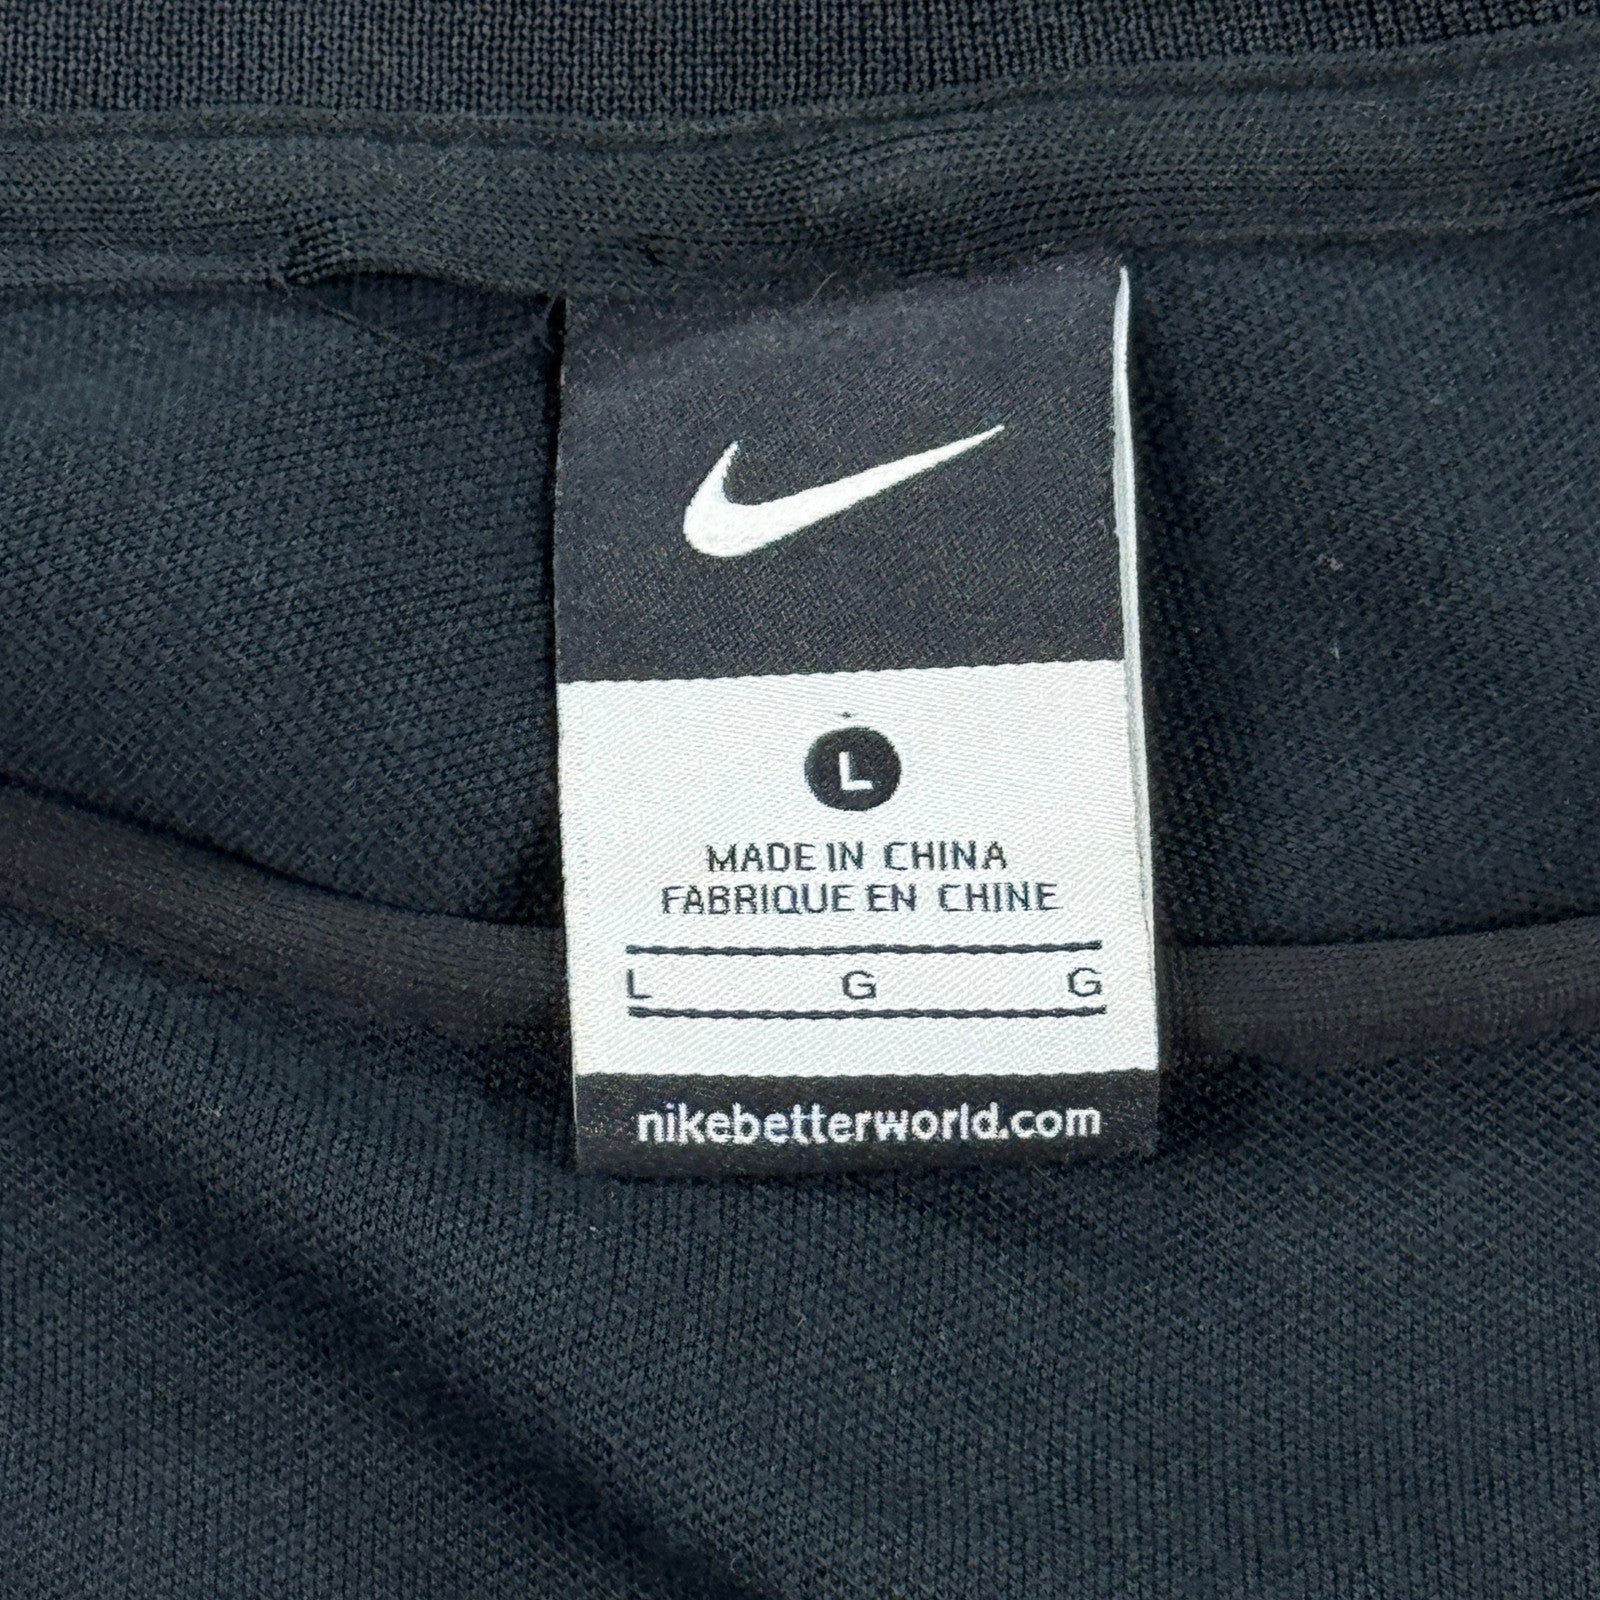 L
MADE IN CHINA
FABRIQUE EN CHINE
L G G
nikebetterworld.com